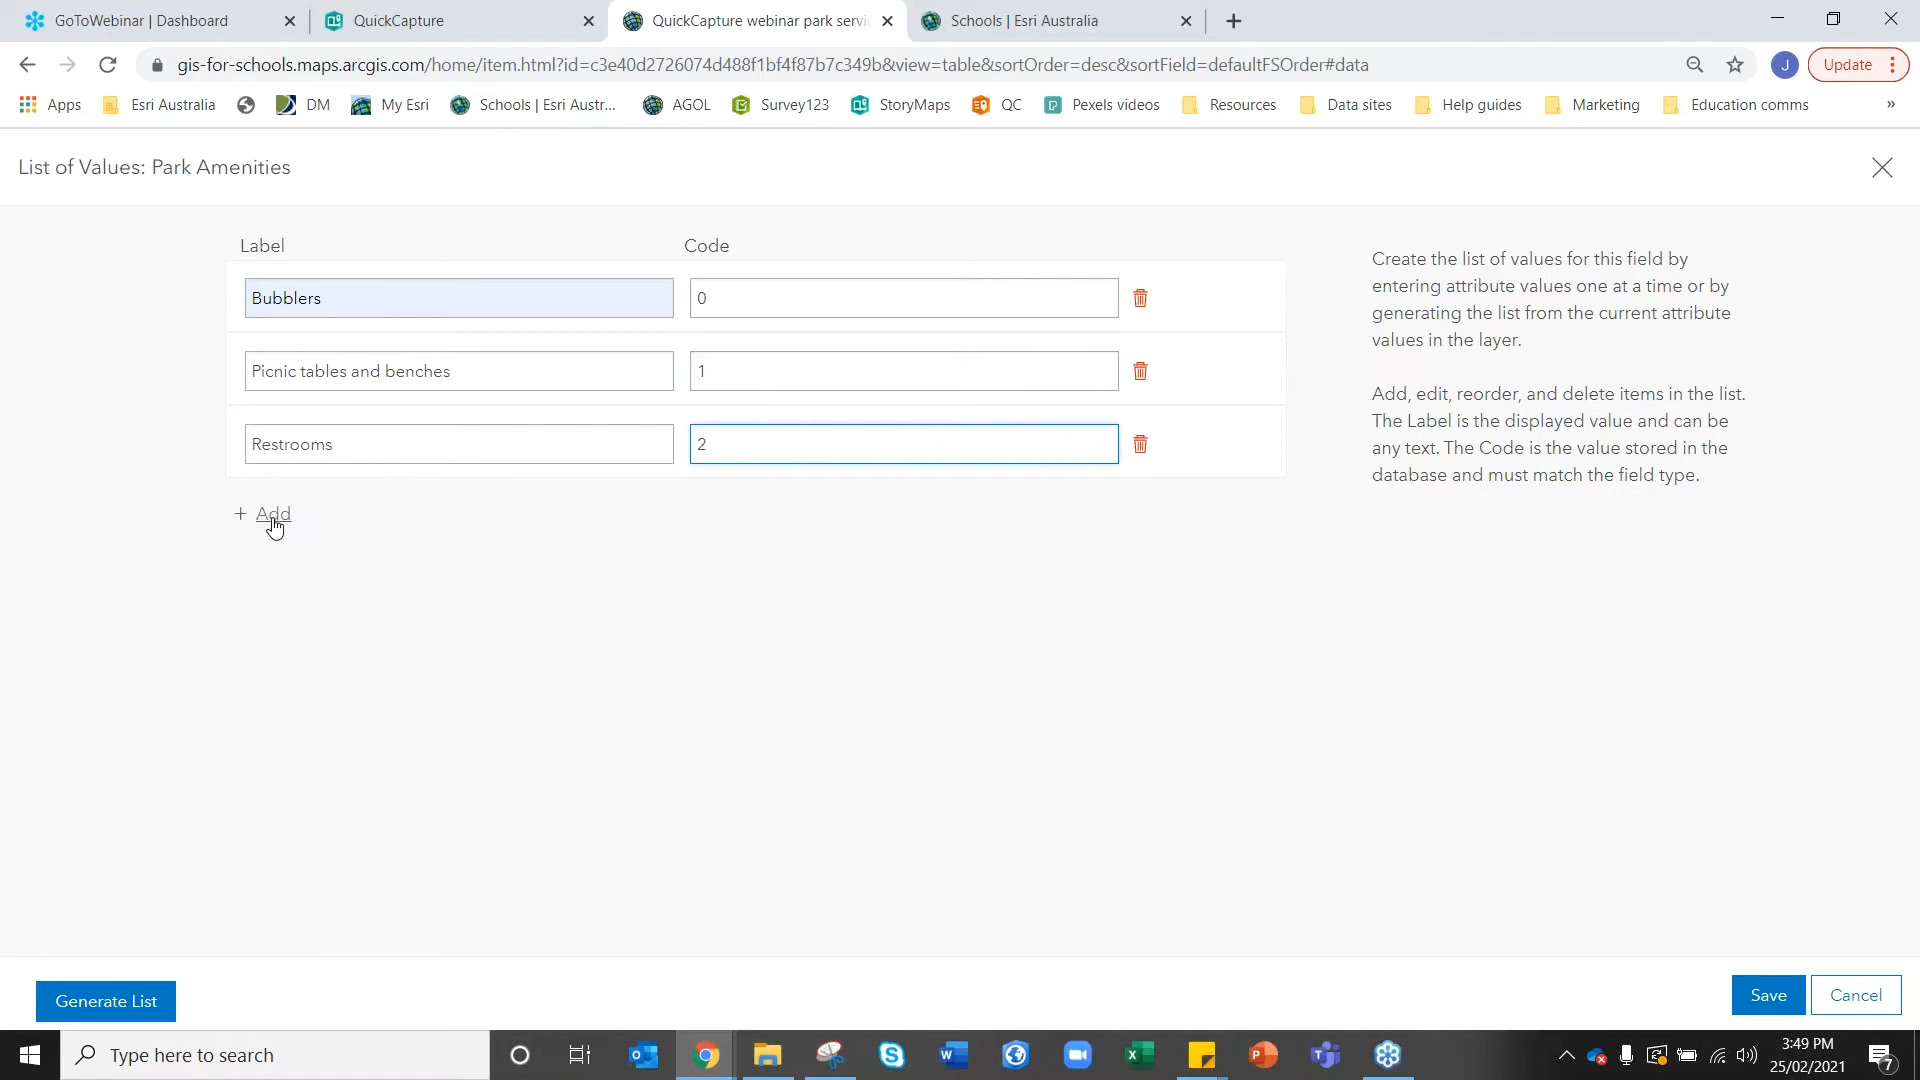 GoToWebinar | Dashboard
QuickCapture
QuickCapture webinar park servi
Schools | Esri Australia
gis-for-schools.maps.arcgis.com/home/item.html?id=c3e40d2726074d488f1bf4f87b7c349b&view=table&sortOrder=desc&sortField=defaultFSOrder#data
J
Update
Apps
Esri Australia
DM
My Esri
Schools | Esri Austr...
AGOL
Survey123
StoryMaps
QC
Pexels videos
Resources
Data sites
Help guides
Marketing
Education comms
»
List of Values: Park Amenities
Label
Code
Bubblers
0
Picnic tables and benches
1
Restrooms
2
+ Add
Create the list of values for this field by
entering attribute values one at a time or by
generating the list from the current attribute
values in the layer.
Add, edit, reorder, and delete items in the list.
The Label is the displayed value and can be
any text. The Code is the value stored in the
database and must match the field type.
Generate List
Save
Cancel
Type here to search
3:49 PM
25/02/2021
7